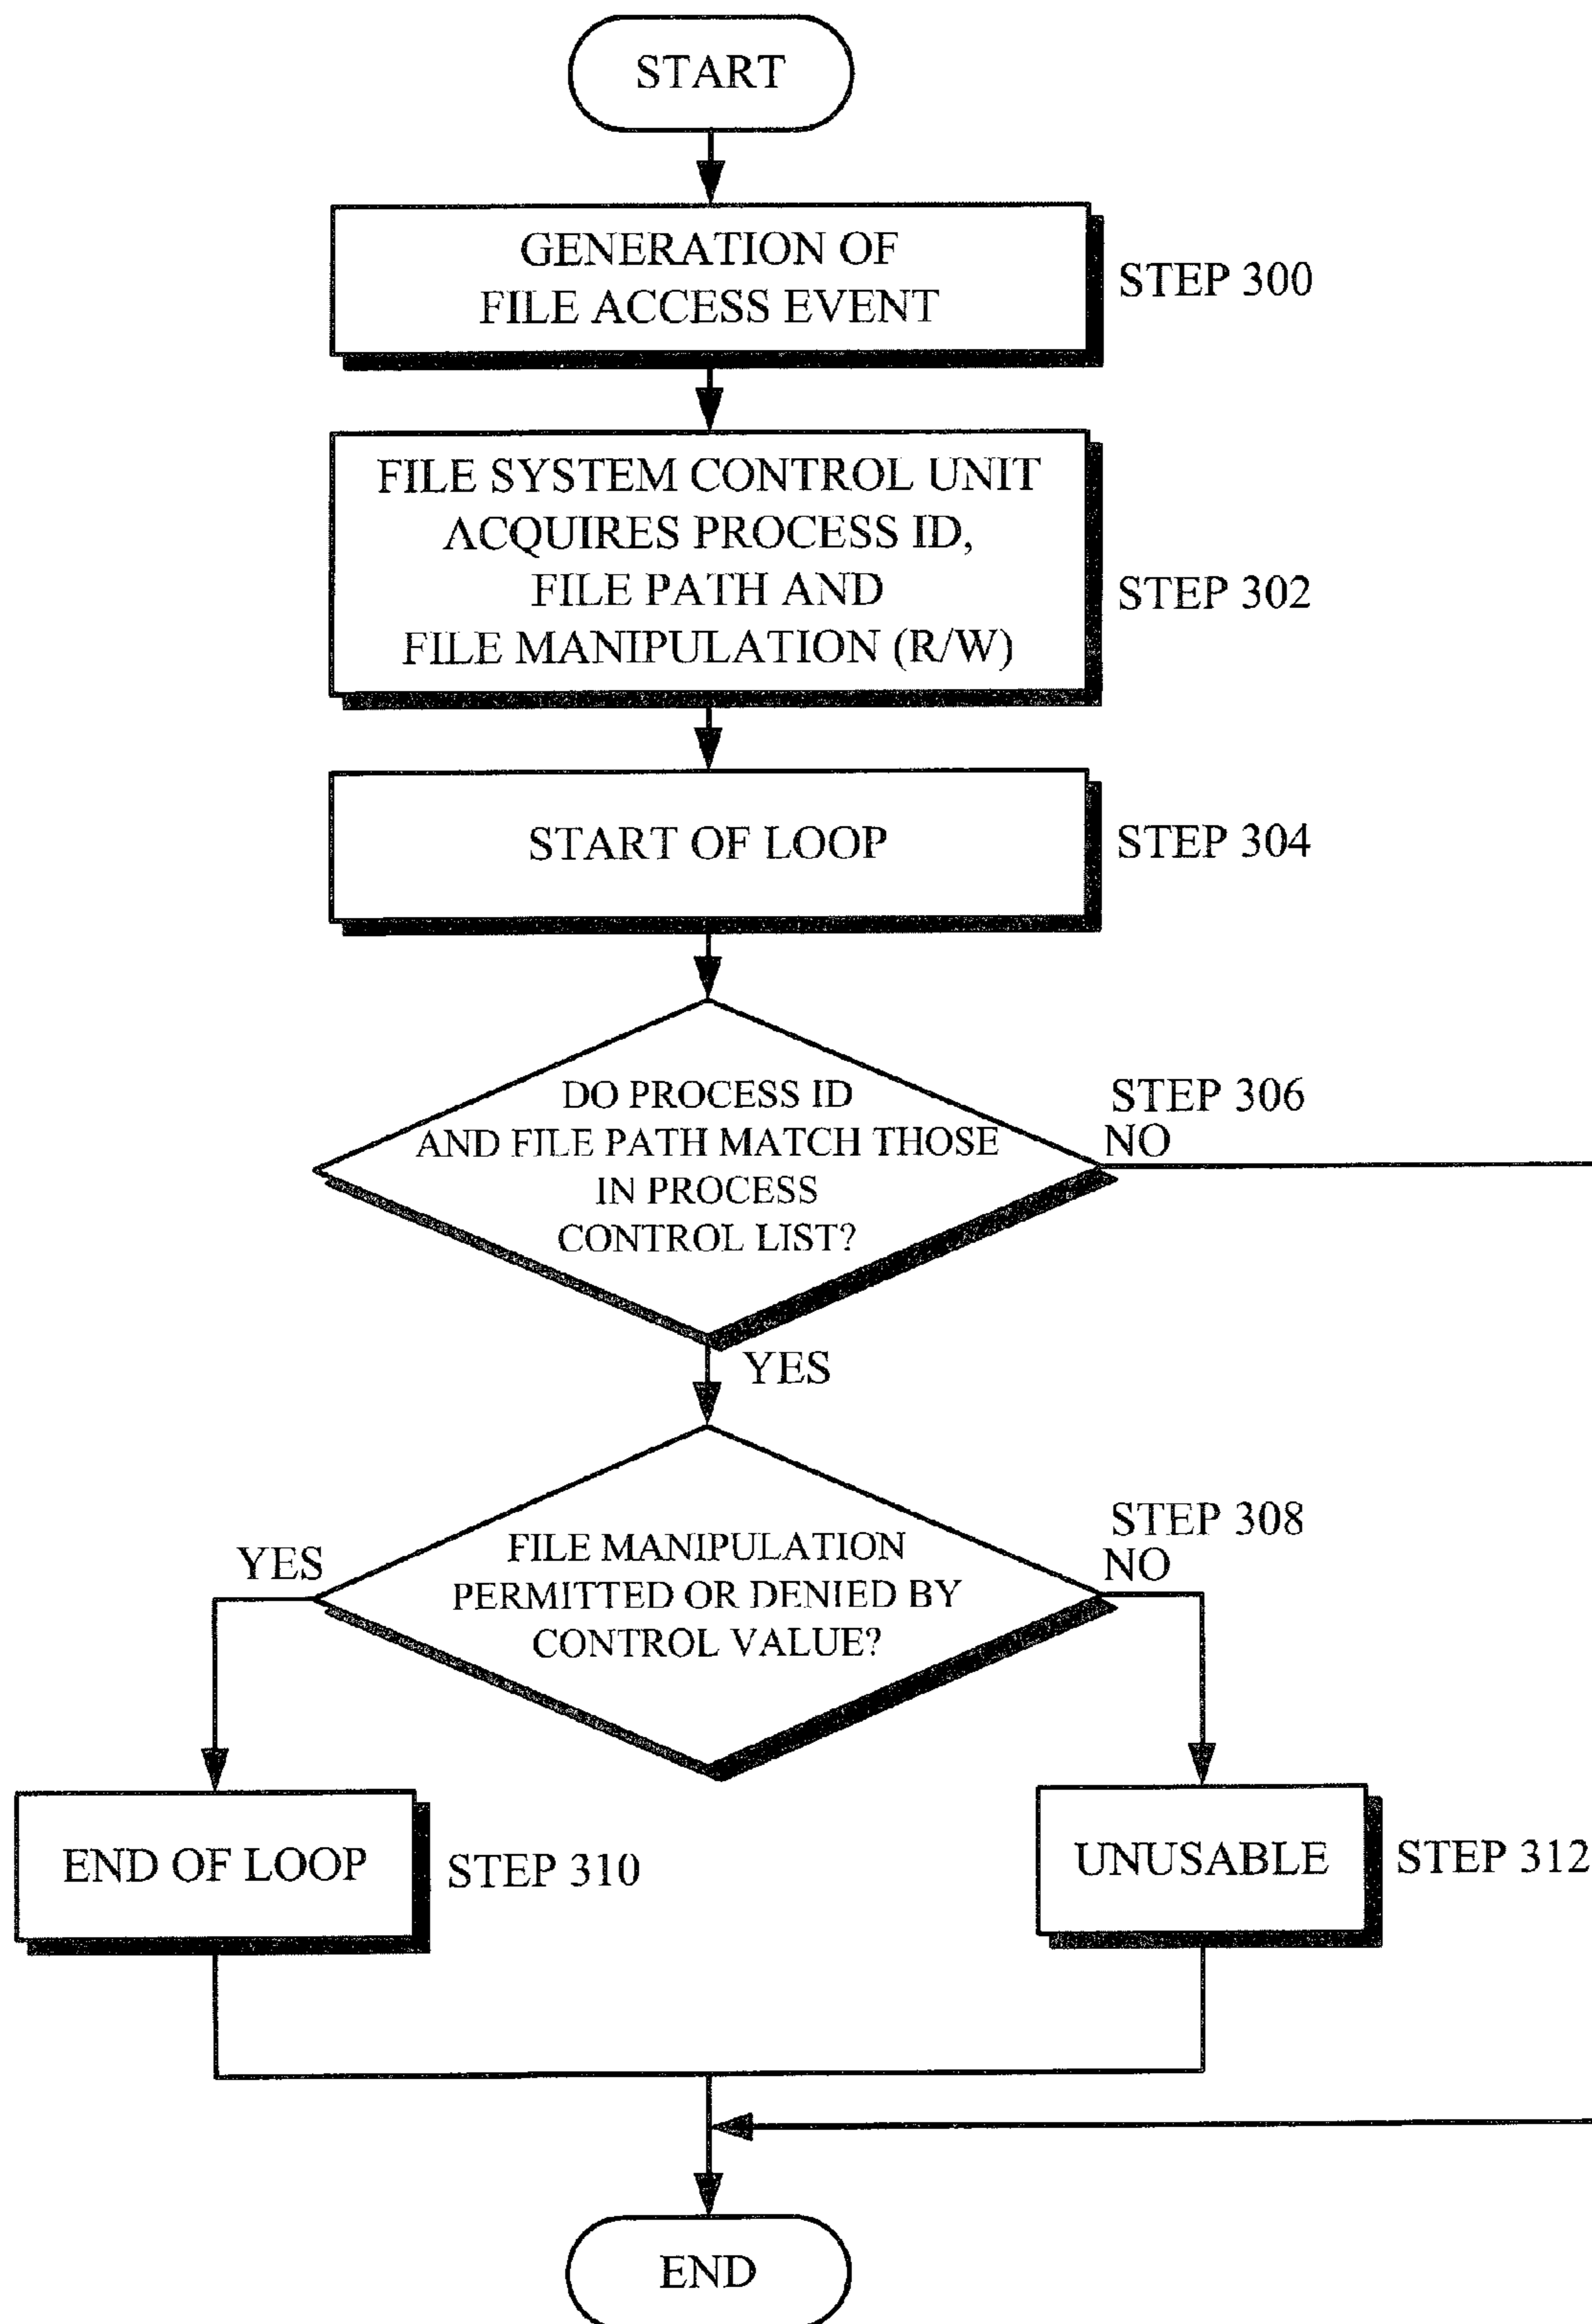 START
GENERATION OF
FILE ACCESS EVENT
STEP 300
FILE SYSTEM CONTROL UNIT
ACQUIRES PROCESS ID,
FILE PATH AND
FILE MANIPULATION (R/W)
STEP 302
START OF LOOP
STEP 304
DO PROCESS ID
AND FILE PATH MATCH THOSE
IN PROCESS
CONTROL LIST?
STEP 306
NO
YES
FILE MANIPULATION
PERMITTED OR DENIED BY
CONTROL VALUE?
STEP 308
NO
YES
END OF LOOP
STEP 310
UNUSABLE
STEP 312
END